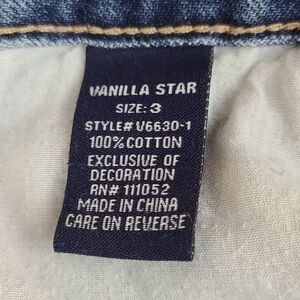 VANILLA STAR
SIZE: 3
STYLE# V6630-1
100% COTTON
EXCLUSIVE OF
DECORATION
RN# 111052
MADE IN CHINA
CARE ON REVERSE